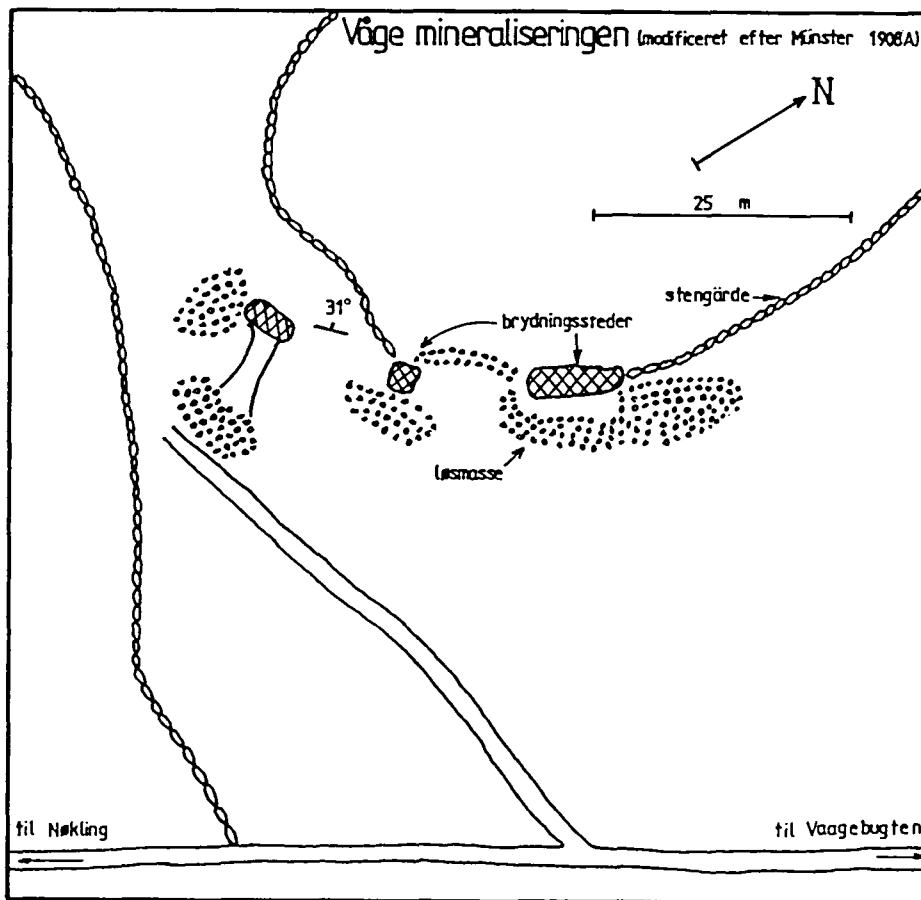 Våge mineraliseringen (modificeret efter Münster 1908A)
N
25 m
stengärde
31°
brydningssteder
løsmasse
til Nøkling
til Vaagebugten